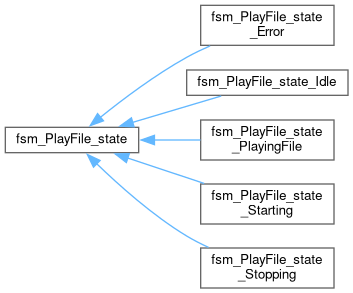 fsm_PlayFile_state
_Error
fsm_PlayFile_state_Idle
fsm_PlayFile_state
_PlayingFile
fsm_PlayFile_state
fsm_PlayFile_state
_Starting
fsm_PlayFile_state
_Stopping